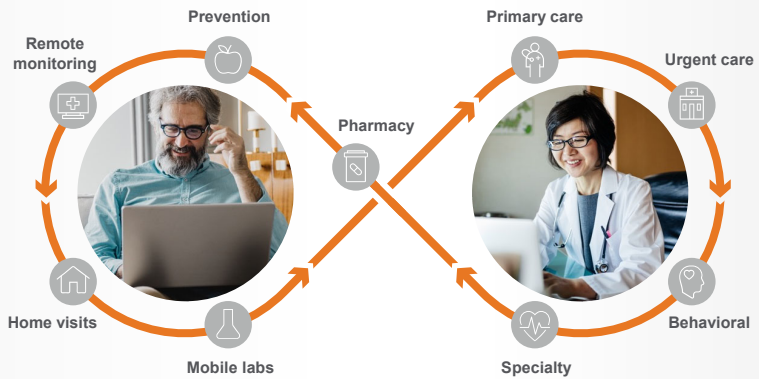 Prevention
Primary care
Remote
monitoring
Urgent care
Pharmacy
Home visits
Behavioral
Mobile labs
Specialty